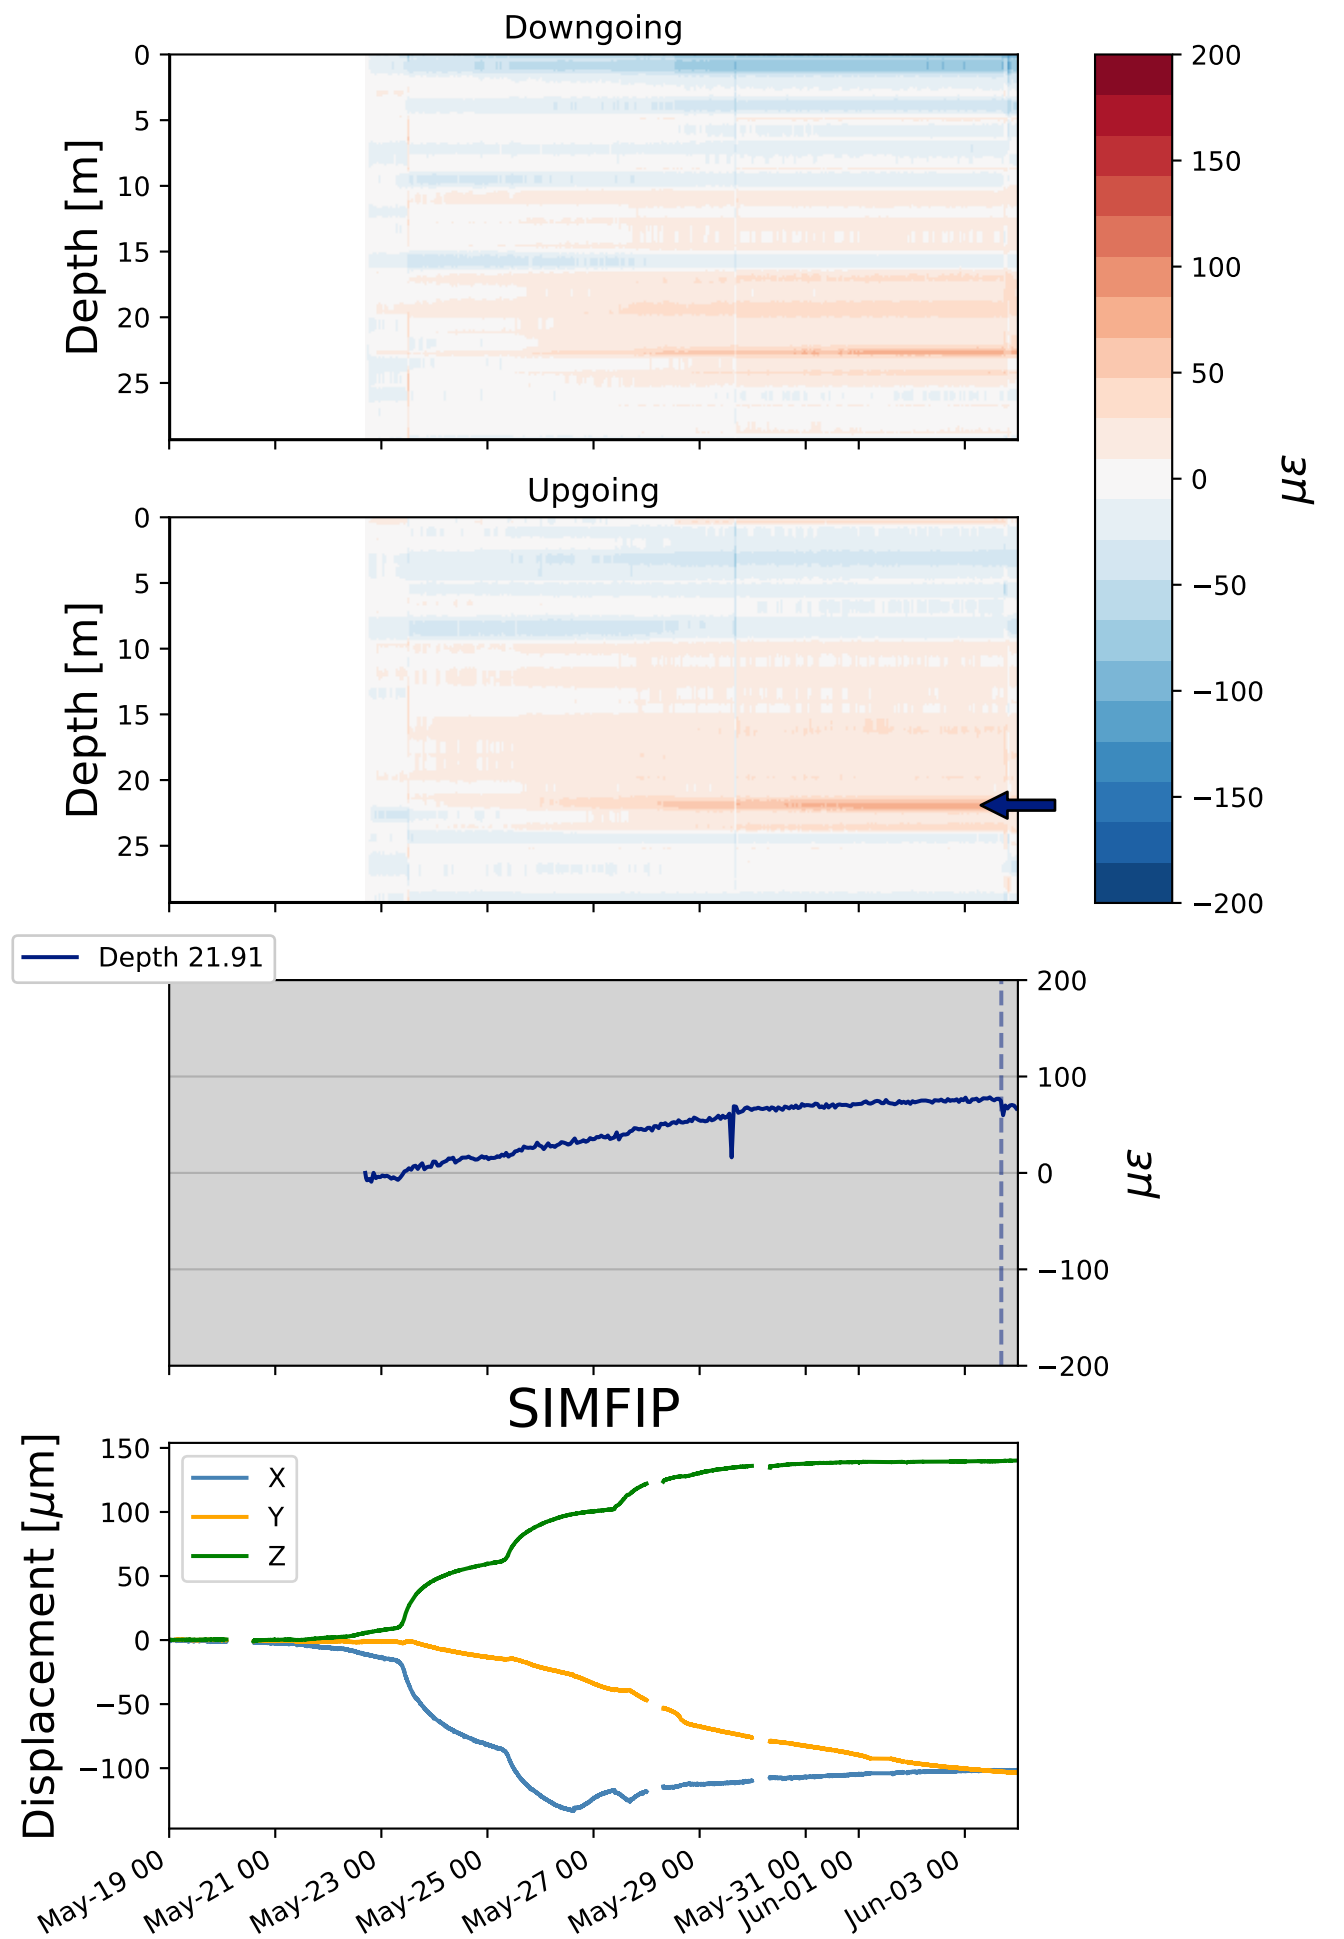 Downgoing
Depth [m]
0
5
10
15
20
25
200
150
100
50
0
−50
−100
−150
−200
με
Upgoing
Depth [m]
0
5
10
15
20
25
Depth 21.91
200
100
0
−100
−200
με
SIMFIP
Displacement [μm]
150
100
50
0
−50
−100
X
Y
Z
May-19 00
May-21 00
May-23 00
May-25 00
May-27 00
May-29 00
May-31 00
Jun-01 00
Jun-03 00